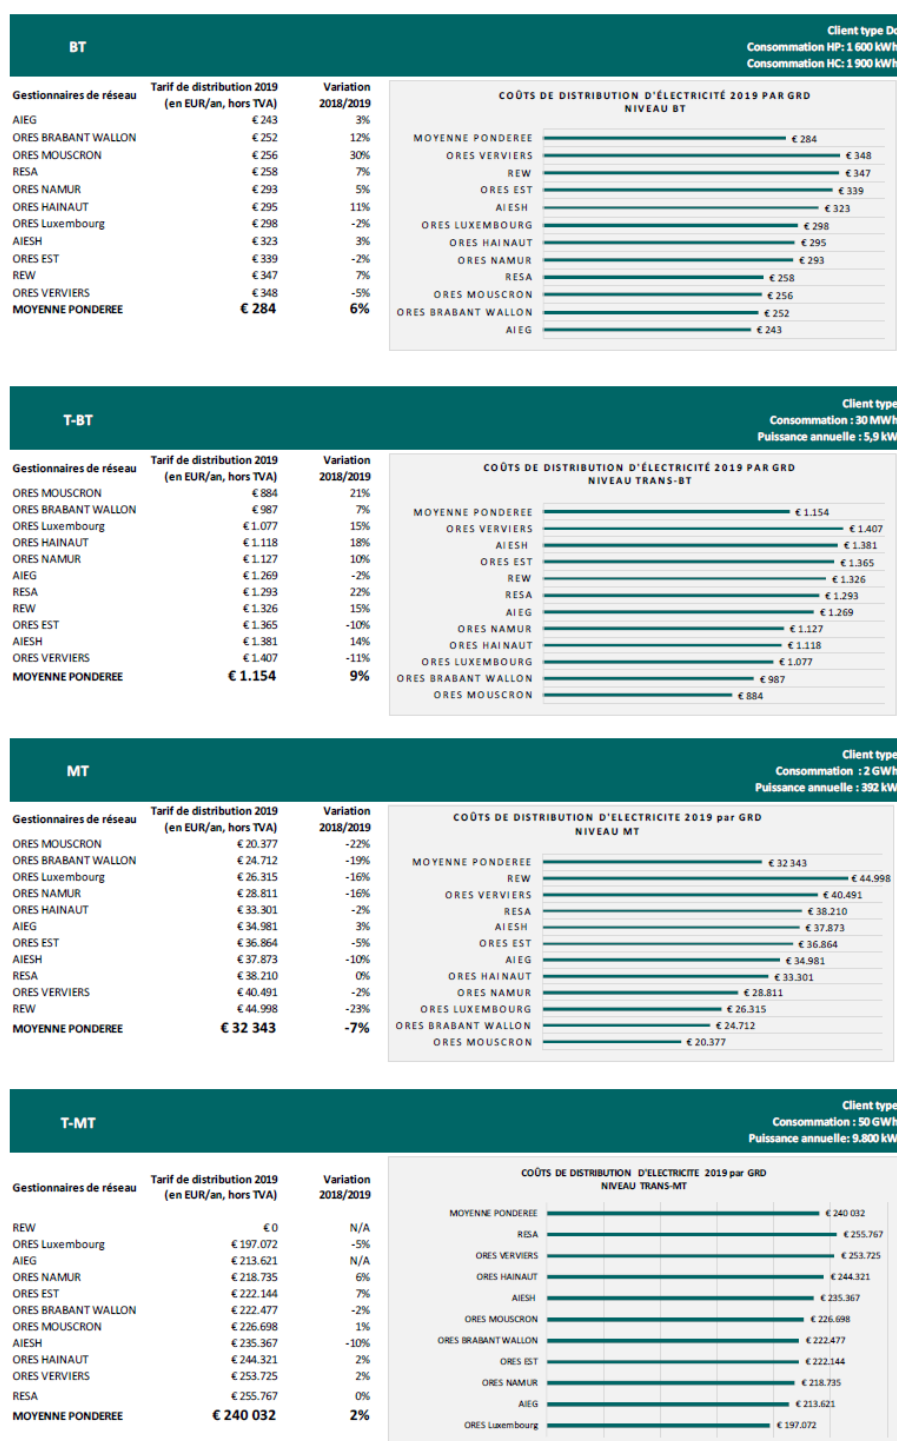 BT
Client type Dc
Consommation HP: 1 600 kWh
Consommation HC: 1 900 kWh
Gestionnaires de réseau Tarif de distribution 2019 (en EUR/an, hors TVA) Variation 2018/2019
AIEG € 243 3%
ORES BRABANT WALLON € 252 12%
ORES MOUSCRON € 256 30%
RESA € 258 7%
ORES NAMUR € 293 5%
ORES HAINAUT € 295 11%
ORES Luxembourg € 298 -2%
AIESH € 323 3%
ORES EST € 339 -2%
REW € 347 7%
ORES VERVIERS € 348 -5%
MOYENNE PONDEREE € 284 6%
COÛTS DE DISTRIBUTION D'ÉLECTRICITÉ 2019 PAR GRD
NIVEAU BT
MOYENNE PONDEREE € 284
ORES VERVIERS € 348
REW € 347
ORES EST € 339
AIESH € 323
ORES LUXEMBOURG € 298
ORES HAINAUT € 295
ORES NAMUR € 293
RESA € 258
ORES MOUSCRON € 256
ORES BRABANT WALLON € 252
AIEG € 243
T-BT
Client type
Consommation : 30 MWh
Puissance annuelle : 5,9 kW
Gestionnaires de réseau Tarif de distribution 2019 (en EUR/an, hors TVA) Variation 2018/2019
ORES MOUSCRON € 884 21%
ORES BRABANT WALLON € 987 7%
ORES Luxembourg € 1.077 15%
ORES HAINAUT € 1.118 18%
ORES NAMUR € 1.127 10%
AIEG € 1.269 -2%
RESA € 1.293 22%
REW € 1.326 15%
ORES EST € 1.365 -10%
AIESH € 1.381 14%
ORES VERVIERS € 1.407 -11%
MOYENNE PONDEREE € 1.154 9%
COÛTS DE DISTRIBUTION D'ÉLECTRICITÉ 2019 PAR GRD
NIVEAU TRANS-BT
MOYENNE PONDEREE € 1.154
ORES VERVIERS € 1.407
AIESH € 1.381
ORES EST € 1.365
REW € 1.326
RESA € 1.293
AIEG € 1.269
ORES NAMUR € 1.127
ORES HAINAUT € 1.118
ORES LUXEMBOURG € 1.077
ORES BRABANT WALLON € 987
ORES MOUSCRON € 884
MT
Client type
Consommation : 2 GWh
Puissance annuelle : 392 kW
Gestionnaires de réseau Tarif de distribution 2019 (en EUR/an, hors TVA) Variation 2018/2019
ORES MOUSCRON € 20.377 -22%
ORES BRABANT WALLON € 24.712 -19%
ORES Luxembourg € 26.315 -16%
ORES NAMUR € 28.811 -16%
ORES HAINAUT € 33.301 -2%
AIEG € 34.981 3%
ORES EST € 36.864 -5%
AIESH € 37.873 -10%
RESA € 38.210 0%
ORES VERVIERS € 40.491 -2%
REW € 44.998 -23%
MOYENNE PONDEREE € 32 343 -7%
COÛTS DE DISTRIBUTION D'ELECTRICITE 2019 par GRD
NIVEAU MT
MOYENNE PONDEREE € 32 343
REW € 44.998
ORES VERVIERS € 40.491
RESA € 38.210
AIESH € 37.873
ORES EST € 36.864
AIEG € 34.981
ORES HAINAUT € 33.301
ORES NAMUR € 28.811
ORES LUXEMBOURG € 26.315
ORES BRABANT WALLON € 24.712
ORES MOUSCRON € 20.377
T-MT
Client type
Consommation : 50 GWh
Puissance annuelle: 9.800 kW
Gestionnaires de réseau Tarif de distribution 2019 (en EUR/an, hors TVA) Variation 2018/2019
REW € 0 N/A
ORES Luxembourg € 197.072 -5%
AIEG € 213.621 N/A
ORES NAMUR € 218.735 6%
ORES EST € 222.144 7%
ORES BRABANT WALLON € 222.477 -2%
ORES MOUSCRON € 226.698 1%
AIESH € 235.367 -10%
ORES HAINAUT € 244.321 2%
ORES VERVIERS € 253.725 2%
RESA € 255.767 0%
MOYENNE PONDEREE € 240 032 2%
COÛTS DE DISTRIBUTION D'ELECTRICITE 2019 par GRD
NIVEAU TRANS-MT
MOYENNE PONDEREE € 240 032
RESA € 255.767
ORES VERVIERS € 253.725
ORES HAINAUT € 244.321
AIESH € 235.367
ORES MOUSCRON € 226.698
ORES BRABANT WALLON € 222.477
ORES EST € 222.144
ORES NAMUR € 218.735
AIEG € 213.621
ORES Luxembourg € 197.072